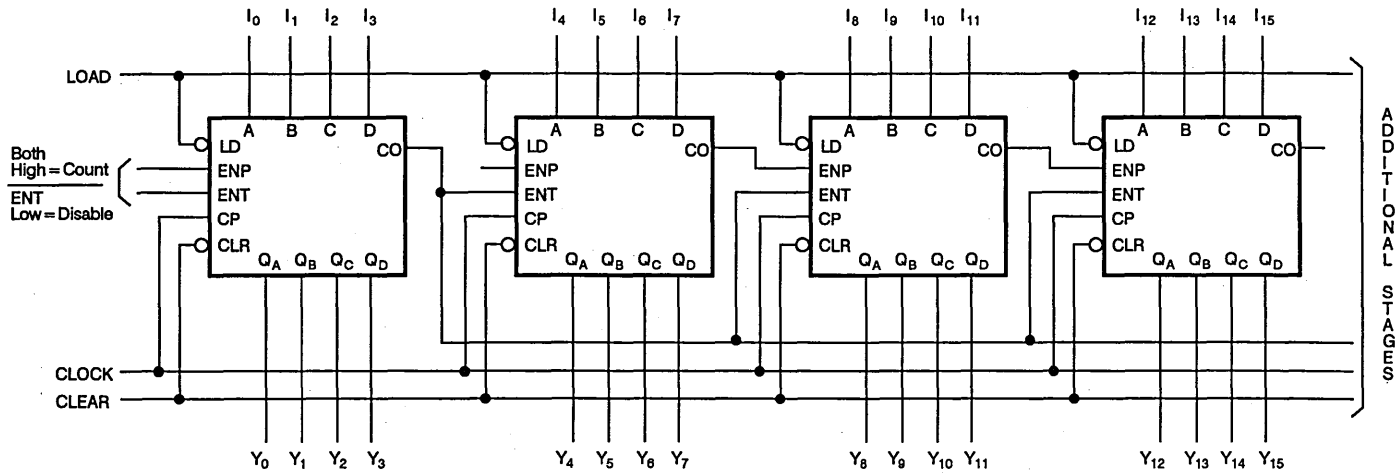 I0 I1 I2 I3 I4 I5 I6 I7 I8 I9 I10 I11 I12 I13 I14 I15
LOAD
A B C D A B C D A B C D A B C D
LD CO LD CO LD CO LD CO
Both
High = Count
ENP ENP ENP ENP
ENT
Low = Disable
ENT ENT ENT ENT
CP CP CP CP
CLR CLR CLR CLR
QA QB QC QD QA QB QC QD QA QB QC QD QA QB QC QD
CLOCK
CLEAR
Y0 Y1 Y2 Y3 Y4 Y5 Y6 Y7 Y8 Y9 Y10 Y11 Y12 Y13 Y14 Y15
ADDITIONAL STAGES